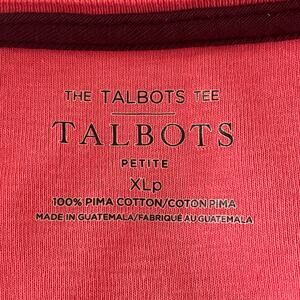 THE TALBOTS TEE
TALBOTS
PETITE
XLp
100% PIMA COTTON/COTON PIMA
MADE IN GUATEMALA/FABRIQUÉ AU GUATEMALA